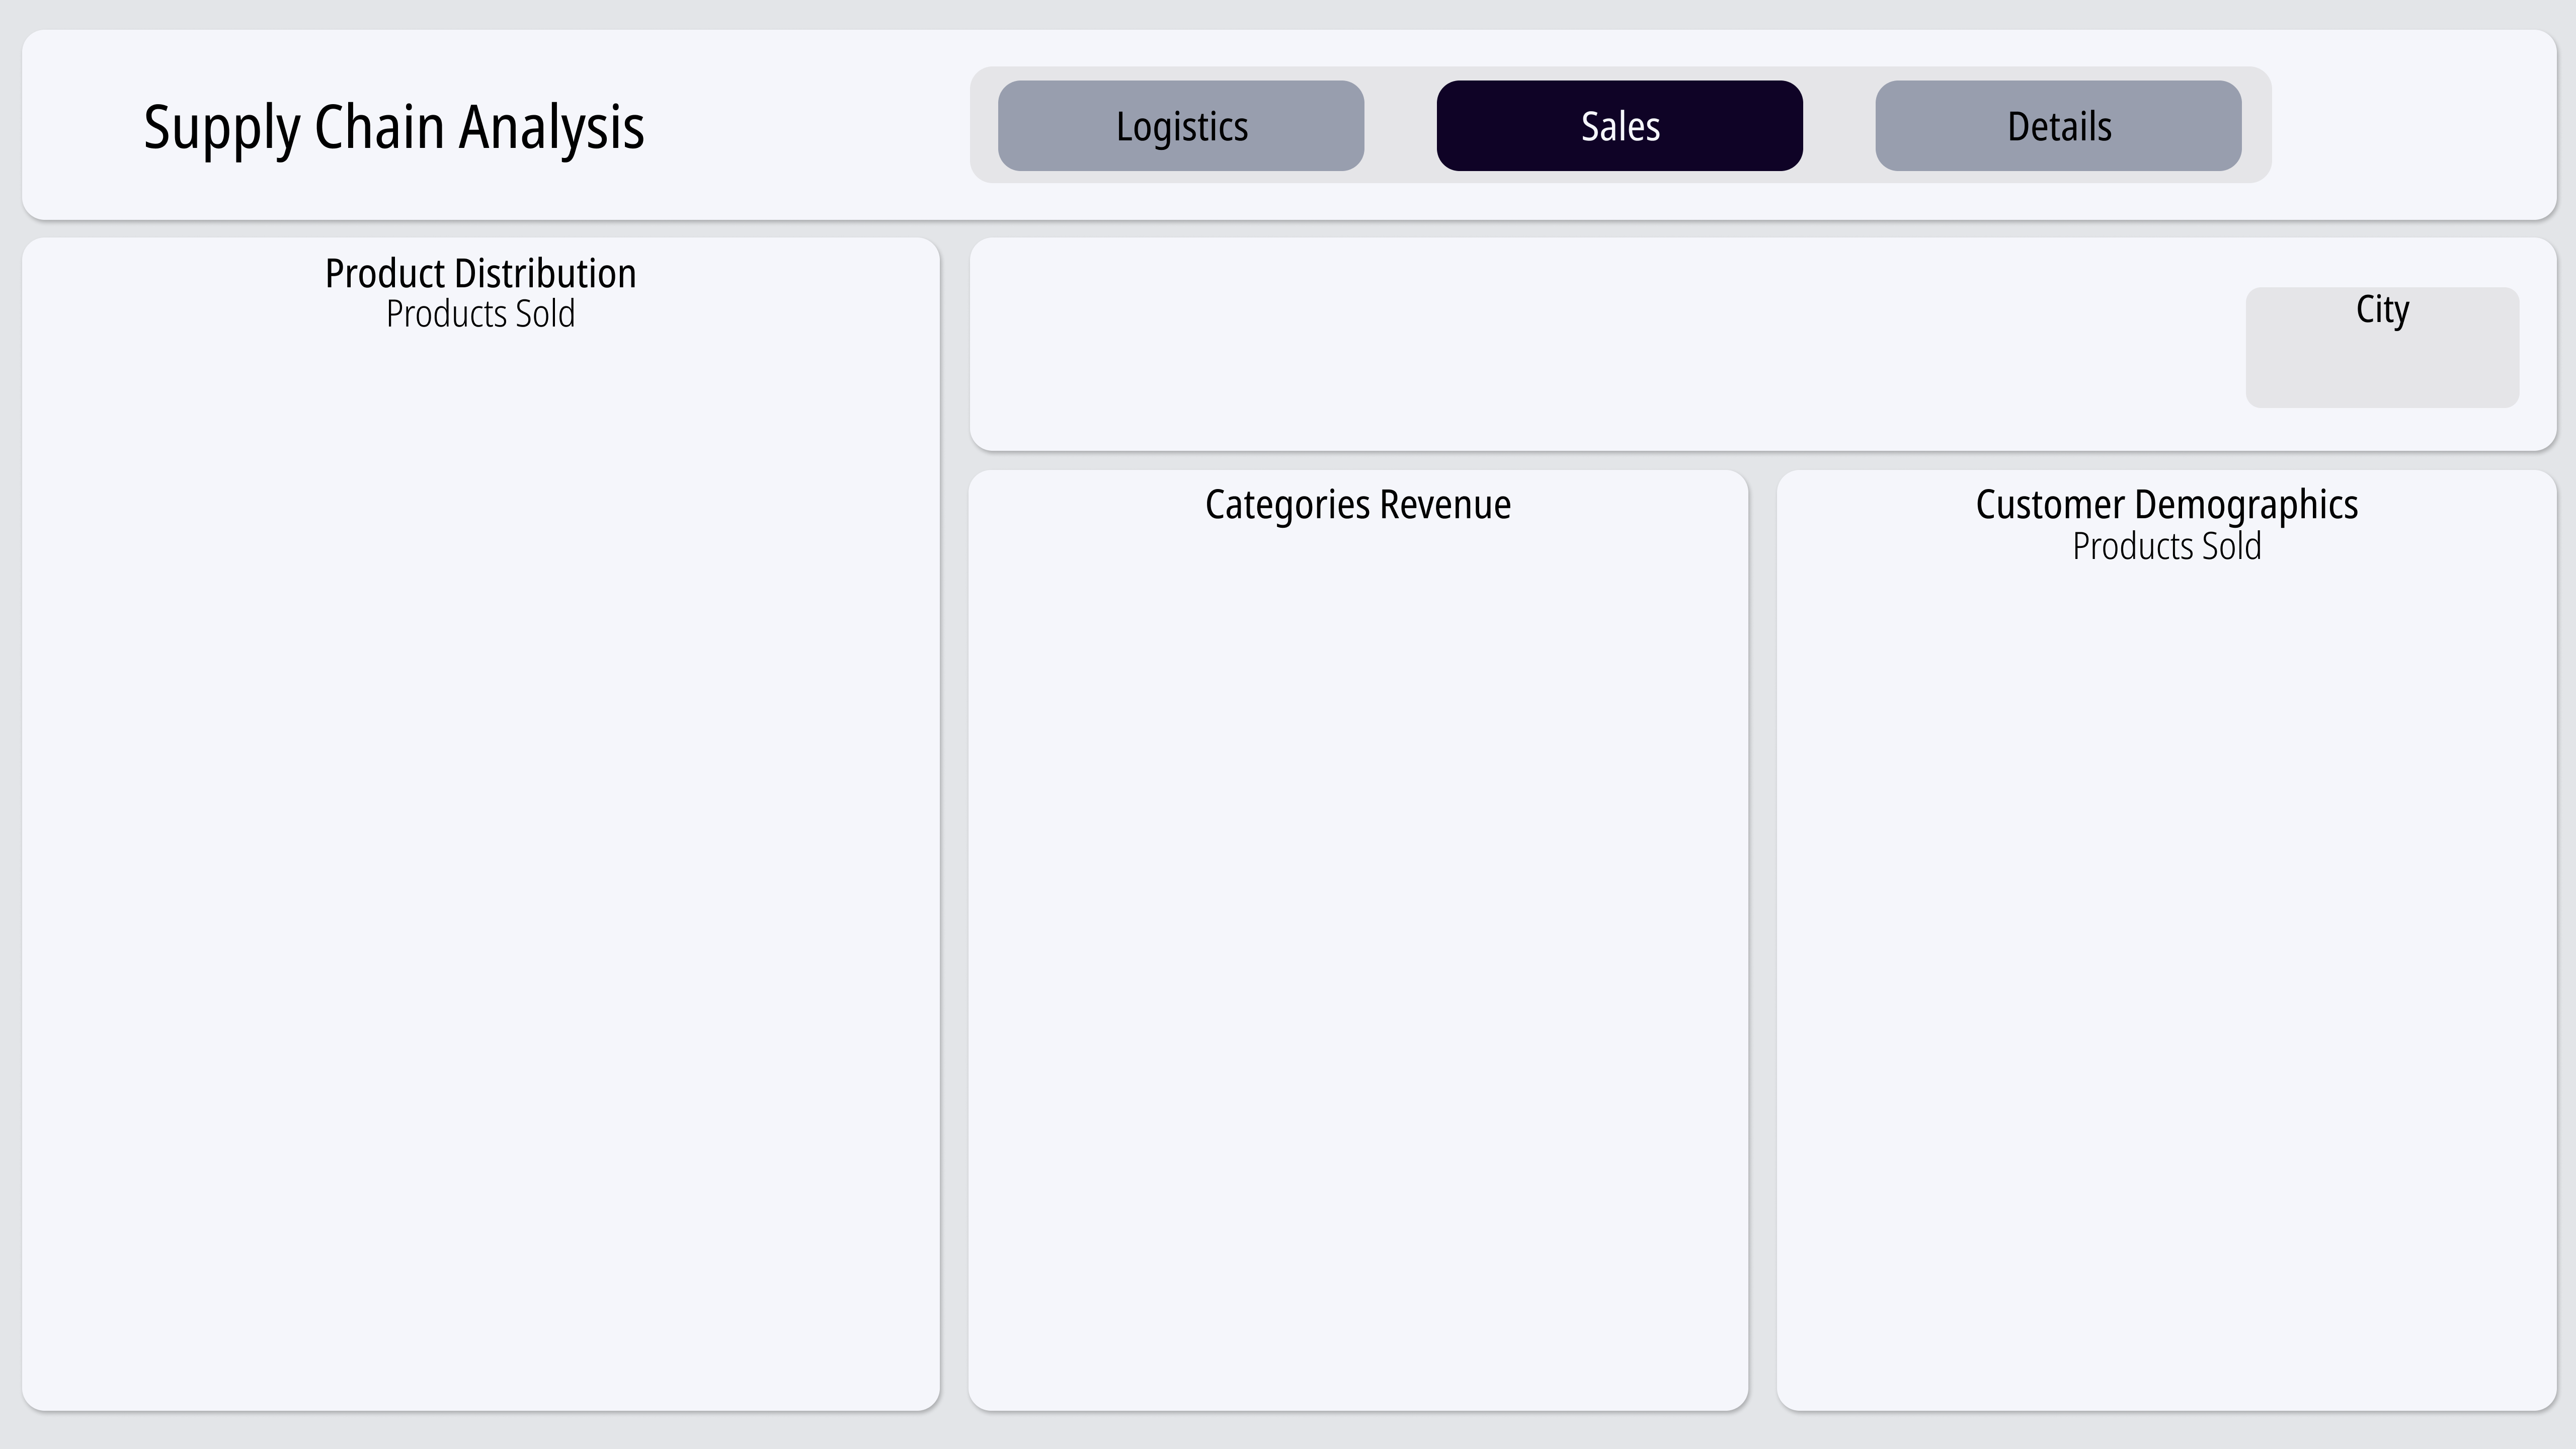 Supply Chain Analysis
Logistics
Sales
Details
Product Distribution
Products Sold
City
Categories Revenue
Customer Demographics
Products Sold